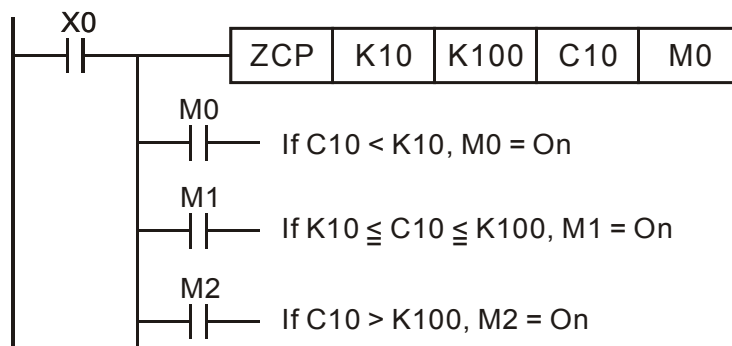 X0
ZCP K10 K100 C10 M0
M0
If C10 < K10, M0 = On
M1
If K10 ≦ C10 ≦ K100, M1 = On
M2
If C10 > K100, M2 = On